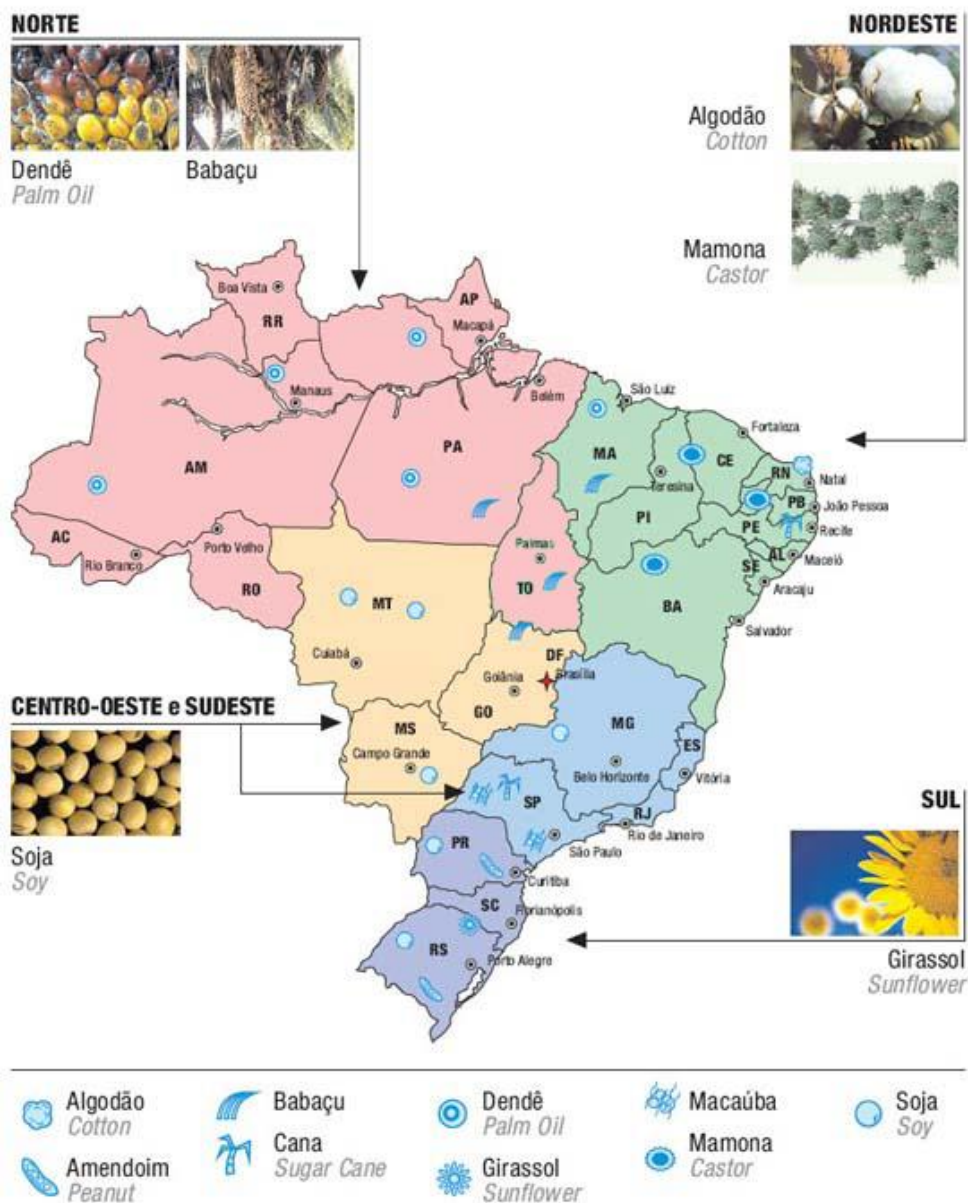 NORTE
NORDESTE
Dendê
Palm Oil
Babaçu
Algodão
Cotton
Mamona
Castor
Boa Vista
RR
AP
Macapá
Manaus
Belém
São Luiz
Fortaleza
AM
PA
MA
CE
Teresina
RN
Natal
PB
João Pessoa
PI
PE
Recife
AC
Rio Branco
Porto Velho
RO
Palmas
TO
AL
Maceió
SE
Aracaju
MT
BA
Salvador
Cuiabá
DF
Brasília
Goiânia
GO
CENTRO-OESTE e SUDESTE
MS
Campo Grande
MG
ES
Belo Horizonte
Vitória
SP
RJ
Rio de Janeiro
São Paulo
SUL
Soja
Soy
PR
Curitiba
SC
Florianópolis
RS
Porto Alegre
Girassol
Sunflower
Algodão
Cotton
Babaçu
Dendê
Palm Oil
Macaúba
Soja
Soy
Amendoim
Peanut
Cana
Sugar Cane
Girassol
Sunflower
Mamona
Castor